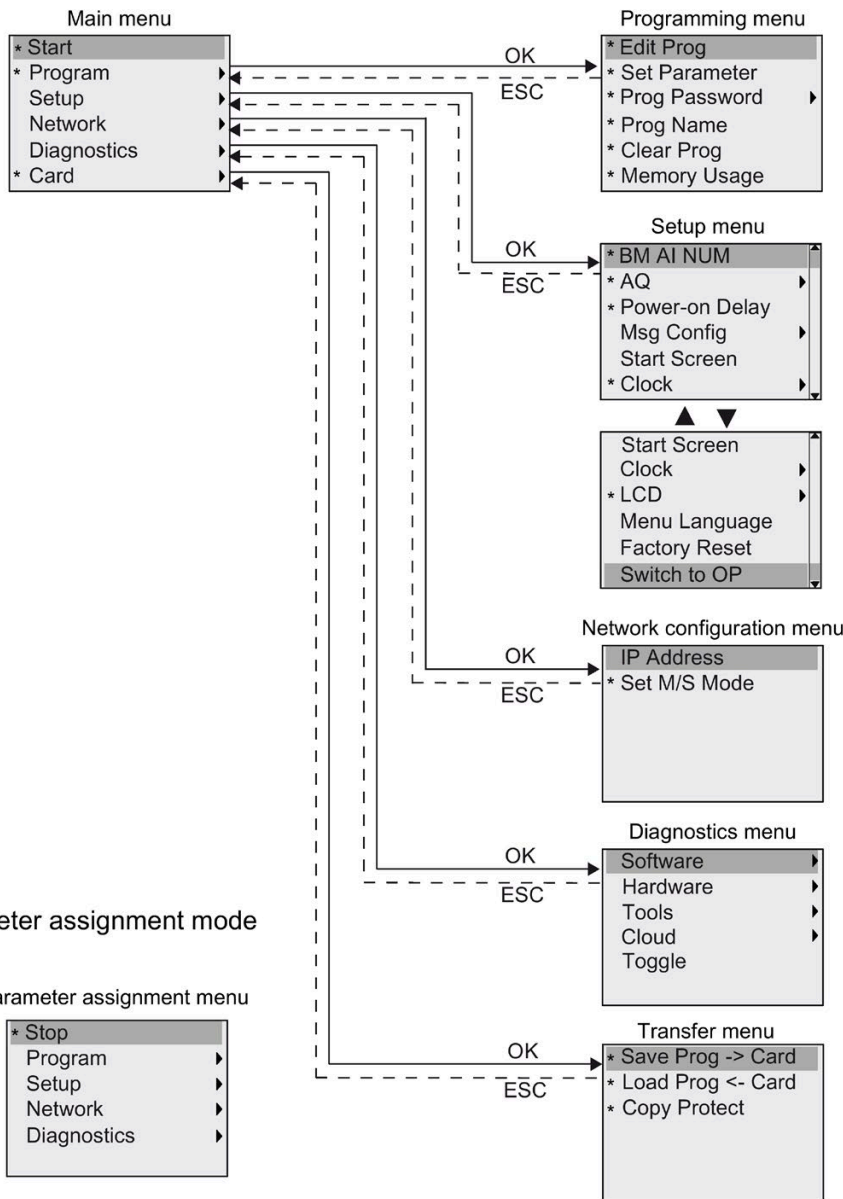 Main menu
* Start
* Program
Setup
Network
Diagnostics
* Card
OK
ESC
Programming menu
* Edit Prog
* Set Parameter
* Prog Password
* Prog Name
* Clear Prog
* Memory Usage
OK
ESC
Setup menu
* BM AI NUM
* AQ
* Power-on Delay
Msg Config
Start Screen
* Clock
Start Screen
Clock
* LCD
Menu Language
Factory Reset
Switch to OP
OK
ESC
Network configuration menu
IP Address
* Set M/S Mode
OK
ESC
Diagnostics menu
Software
Hardware
Tools
Cloud
Toggle
OK
ESC
Transfer menu
* Save Prog -> Card
* Load Prog <- Card
* Copy Protect
eter assignment mode
arameter assignment menu
* Stop
Program
Setup
Network
Diagnostics